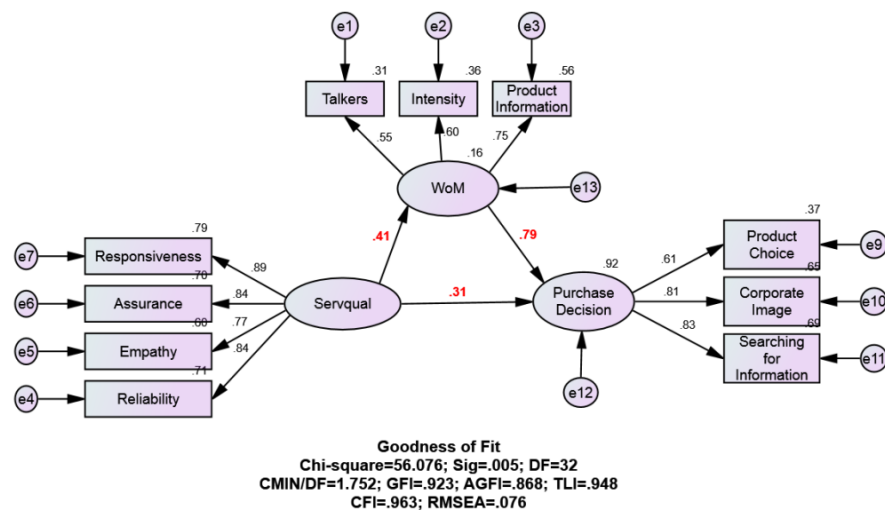 e1
e2
e3
.31
.36
.56
Talkers
Intensity
Product
Information
.55
.60
.75
.16
WoM
e13
.41
.79
.79
e7
Responsiveness
.89
.70
e6
Assurance
.84
.60
e5
Empathy
.77
.71
e4
Reliability
.84
Servqual
.31
.92
Purchase
Decision
e12
.37
.61
Product
Choice
e9
.65
.81
Corporate
Image
e10
.69
.83
Searching
for
Information
e11
Goodness of Fit
Chi-square=56.076; Sig=.005; DF=32
CMIN/DF=1.752; GFI=.923; AGFI=.868; TLI=.948
CFI=.963; RMSEA=.076